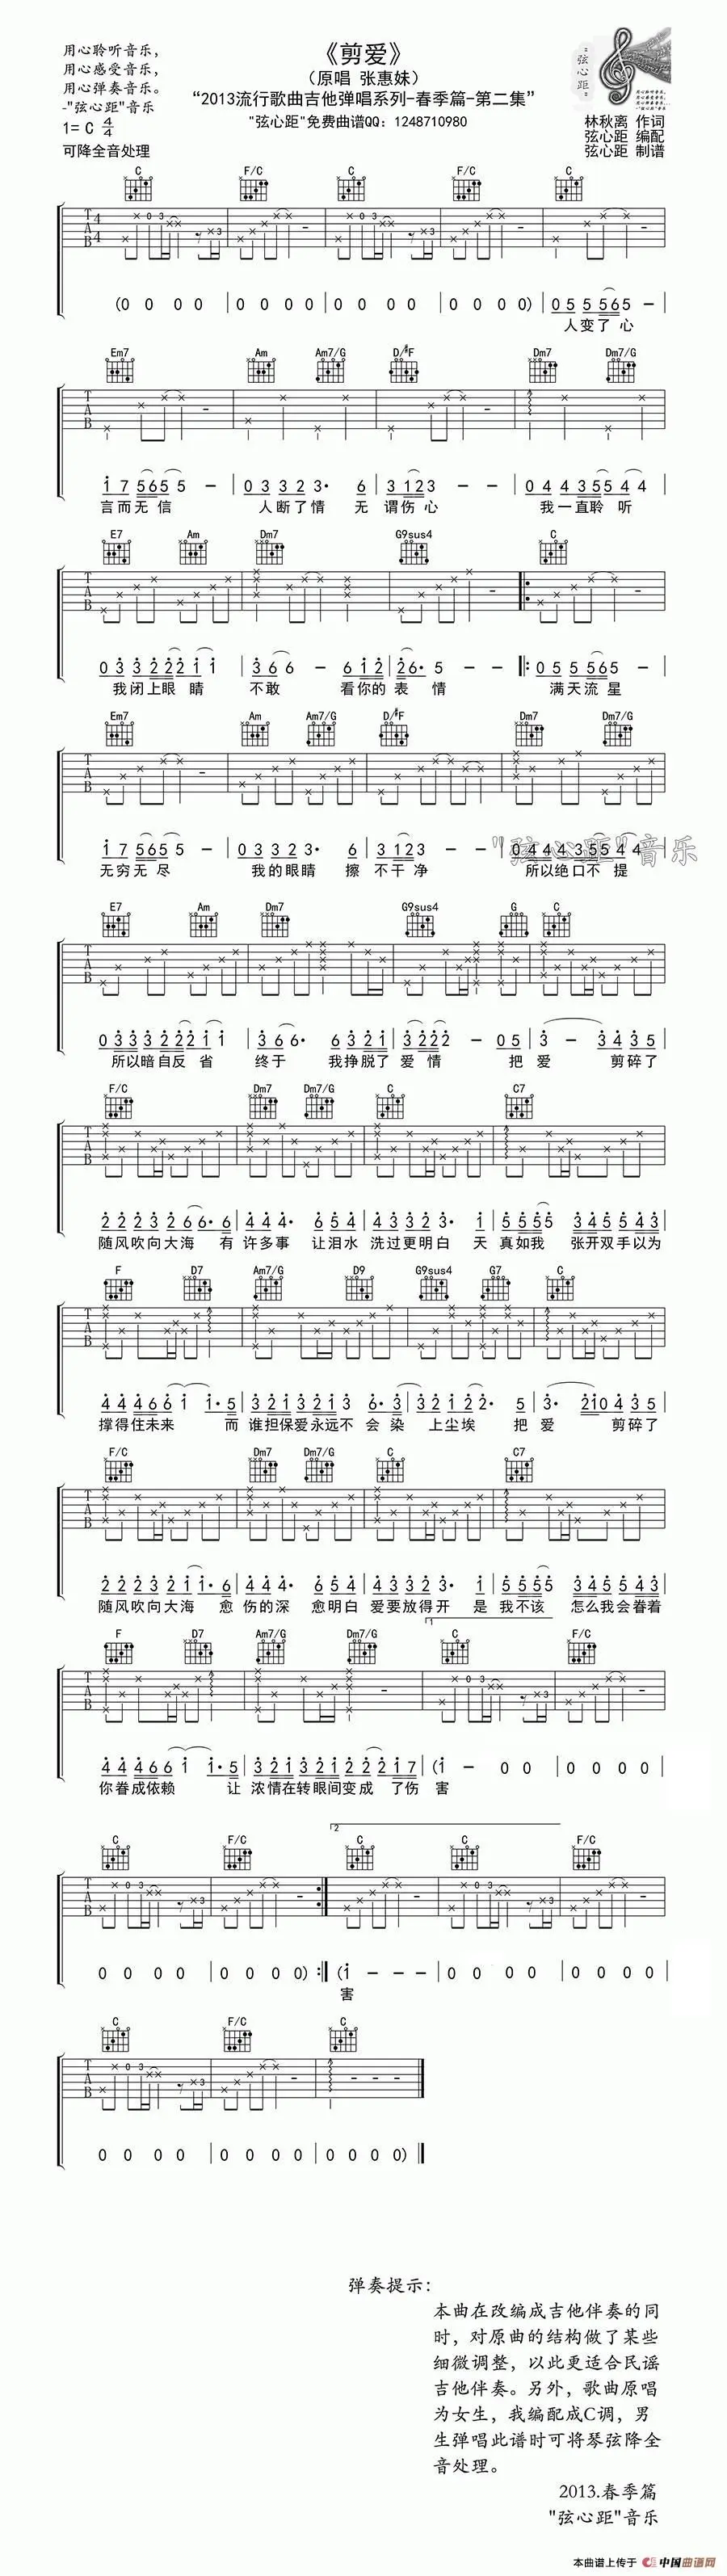 用心聆听音乐，
用心感受音乐，
用心弹奏音乐。
-"弦心距"音乐
1= C 4/4
可降全音处理
《剪爱》
（原唱 张惠妹）
“2013流行歌曲吉他弹唱系列-春季篇-第二集”
"弦心距"免费曲谱QQ：1248710980
"弦心距"
林秋离 作词
弦心距 编配
弦心距 制谱
C F/C C F/C C
(0 0 0 0 | 0 0 0 0 | 0 0 0 0 | 0 0 0 0) | 0 5 5 5 6 5 -
人变了 心
Em7 Am Am7/G D/#F Dm7 Dm7/G
1 7 5 6 5 5 - | 0 3 3 2 3· 6 | 3 1 2 3 - - | 0 4 4 3 5 5 4 4
言而无 信 人断了情 无 谓伤 心 我一直聆 听
E7 Am Dm7 G9sus4 C
0 3 3 2 2 2 1 1 | 3 6 6 - 6 1 2 | 2 6· 5 - - |: 0 5 5 5 6 5 -
我闭上眼 睛 不敢 看你的 表 情 满天流 星
Em7 Am Am7/G D/#F Dm7 Dm7/G
1 7 5 6 5 5 - | 0 3 3 3 2 3· 6 | 3 1 2 3 - - | 0 4 4 4 3 5 5 4 4
无穷无 尽 我的眼睛 擦 不干 净 所以绝口不 提
"弦心距"音乐
E7 Am Dm7 G9sus4 G C
0 3 3 3 2 2 2 1 1 | 3 6 6· 6 3 2 1 | 3 2 2 2 - 0 5 | 3 - 3 4 3 5
所以暗自反 省 终于 我挣脱了 爱 情 把 爱 剪碎了
F/C Dm7 Dm7/G C C7
2 2 2 3 2 6 6· 6 | 4 4 4· 6 5 4 | 4 3 3 2 3· 1 | 5 5 5 5 3 4 5 5 4 3
随风吹向大海 有 许多事 让泪水 洗过更明白 天 真如我 张开双手以为
F D7 Am7/G D9 G9sus4 G7 C
4 4 4 6 6 1 1·5 | 3 2 1 3 2 1 3 6·3 | 3 2 1 2 2· 5 | 3· 2 1 0 4 3 5
撑得住未来 而 谁担保爱永远不 会染 上尘埃 把 爱 剪碎了
F/C Dm7 Dm7/G C C7
2 2 2 3 2 1 1· 6 | 4 4 4· 6 5 4 | 4 3 3 2 3· 1 | 5 5 5 5 3 4 5 5 4 3
随风吹向大海 愈 伤的深 愈明白 爱要放得开 是 我不该 怎么我会眷着
F D7 Am7/G Dm7/G 1 C F/C
4 4 4 6 6 1 1·5 | 3 2 1 3 3 2 1 2 2 2 1 7 | (1 - 0 0 | 0 0 0 0
你眷成依赖 让 浓情在转眼间变成 了伤 害
C F/C 2 C C F/C
0 0 0 0 | 0 0 0 0) :| (1 - - - | 0 0 0 0 | 0 0 0 0
害
C F/C C
0 0 0 0 | 0 0 0 0 | 0 0 0 0)
弹奏提示：
本曲在改编成吉他伴奏的同
时，对原曲的结构做了某些
细微调整，以此更适合民谣
吉他伴奏。另外，歌曲原唱
为女生，我编配成C调，男
生弹唱此谱时可将琴弦降全
音处理。
2013.春季篇
"弦心距"音乐
本曲谱上传于 中国曲谱网